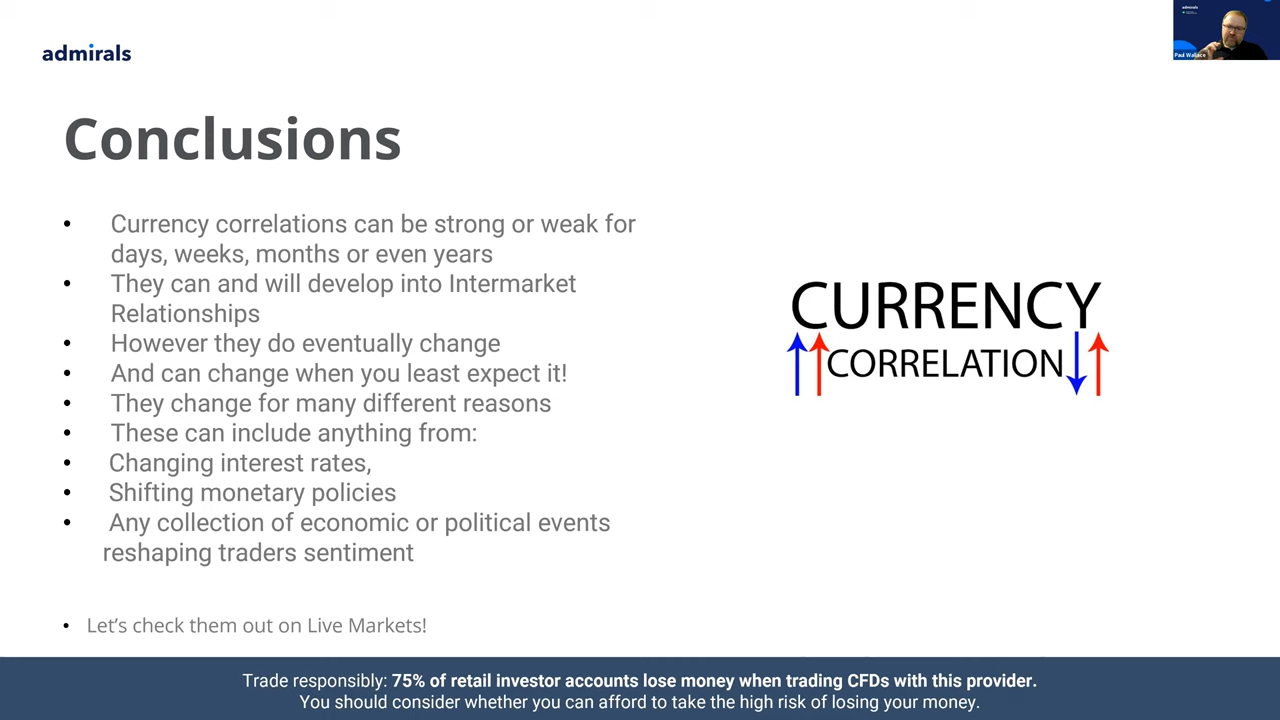 admirals
admirals
Paul Wallace
Conclusions
• Currency correlations can be strong or weak for
days, weeks, months or even years
• They can and will develop into Intermarket
Relationships
• However they do eventually change
• And can change when you least expect it!
• They change for many different reasons
• These can include anything from:
• Changing interest rates,
• Shifting monetary policies
• Any collection of economic or political events
reshaping traders sentiment
• Let's check them out on Live Markets!
CURRENCY
CORRELATION
Trade responsibly: 75% of retail investor accounts lose money when trading CFDs with this provider.
You should consider whether you can afford to take the high risk of losing your money.